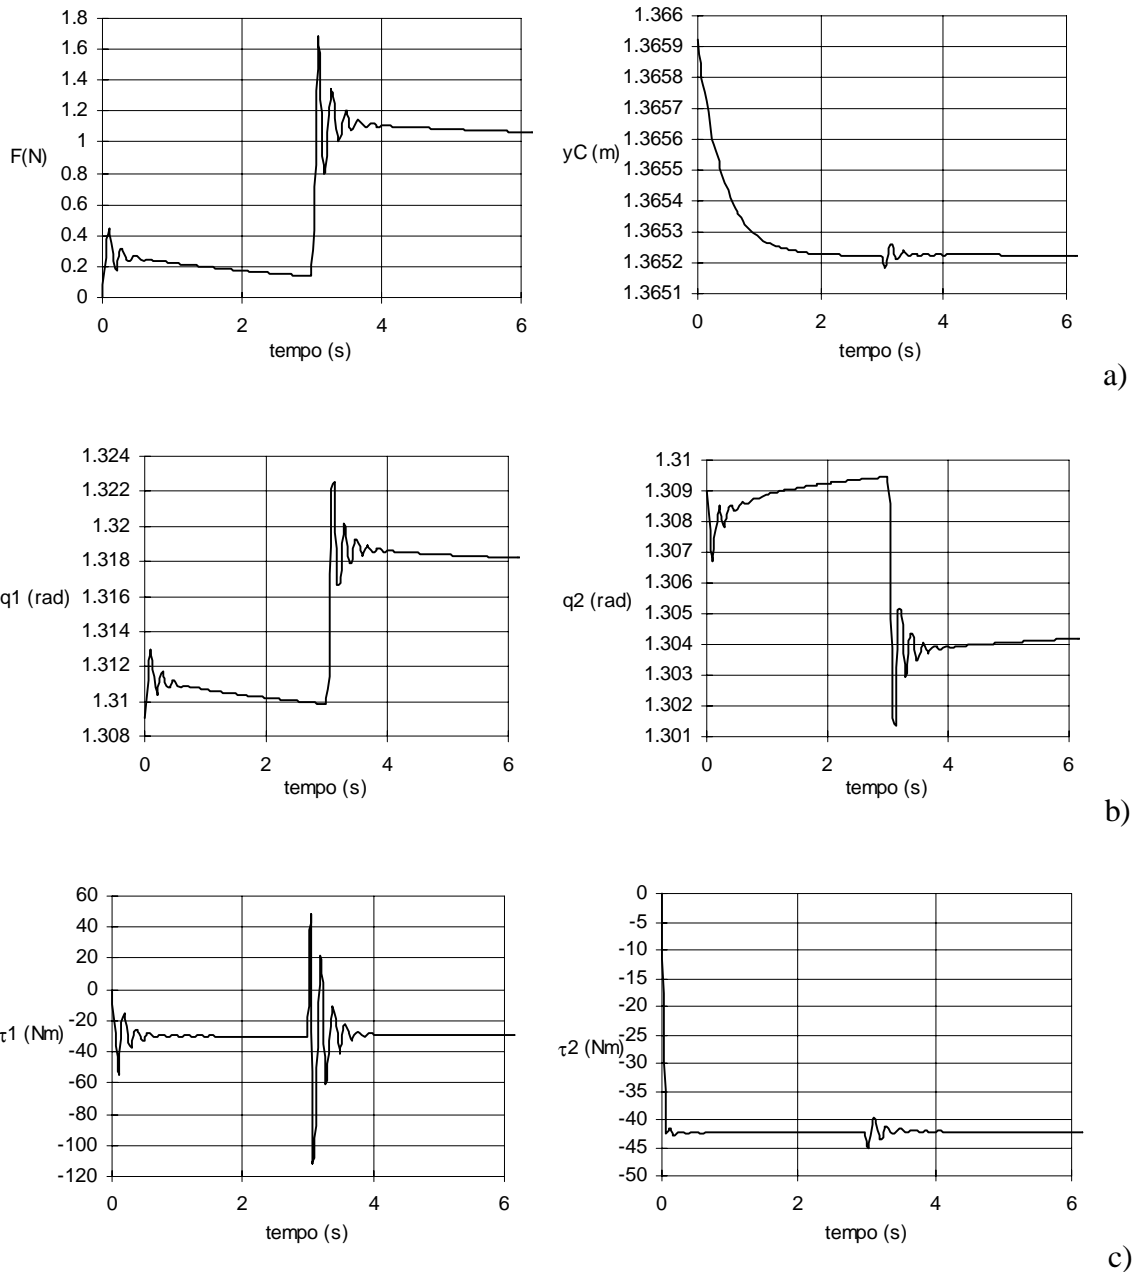 1.8
1.6
1.4
1.2
1
F(N)
0.8
0.6
0.4
0.2
0
0 2 4 6
tempo (s)
1.366
1.3659
1.3658
1.3657
1.3656
yC (m)
1.3655
1.3654
1.3653
1.3652
1.3651
0 2 4 6
tempo (s)
a)
1.324
1.322
1.32
1.318
q1 (rad)
1.316
1.314
1.312
1.31
1.308
0 2 4 6
tempo (s)
1.31
1.309
1.308
1.307
1.306
q2 (rad)
1.305
1.304
1.303
1.302
1.301
0 2 4 6
tempo (s)
b)
60
40
20
0
-20
τ1 (Nm)
-40
-60
-80
-100
-120
0 2 4 6
tempo (s)
0
-5
-10
-15
-20
-25
τ2 (Nm)
-30
-35
-40
-45
-50
0 2 4 6
tempo (s)
c)